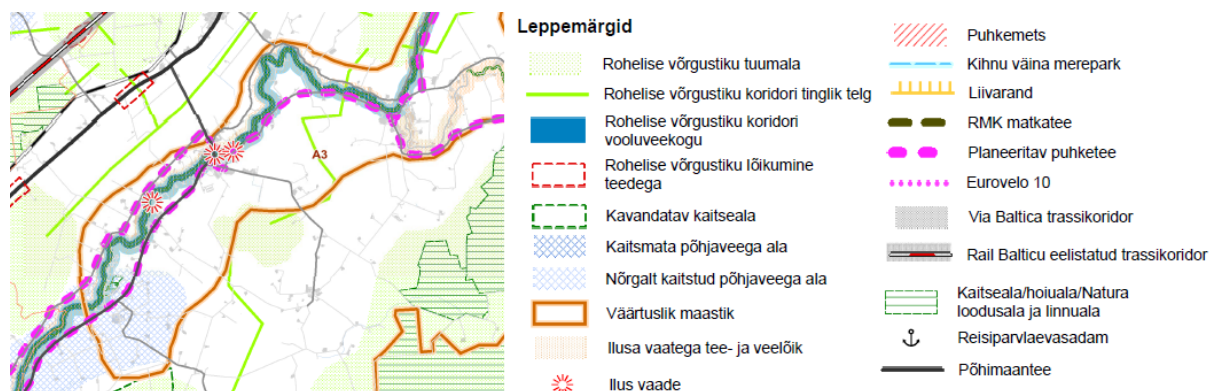 A3
Leppemärgid
Rohelise võrgustiku tuumala
Rohelise võrgustiku koridori tinglik telg
Rohelise võrgustiku koridori
vooluveekogu
Rohelise võrgustiku lõikumine
teedega
Kavandatav kaitseala
Kaitsmata põhjaveega ala
Nõrgalt kaitstud põhjaveega ala
Väärtuslik maastik
Ilusa vaatega tee- ja veelõik
Ilus vaade
Puhkemets
Kihnu väina merepark
Liivarand
RMK matkatee
Planeeritav puhketee
Eurovelo 10
Via Baltica trassikoridor
Rail Balticu eelistatud trassikoridor
Kaitseala/hoiuala/Natura
loodusala ja linnuala
Reisiparvlaevasadam
Põhimaantee